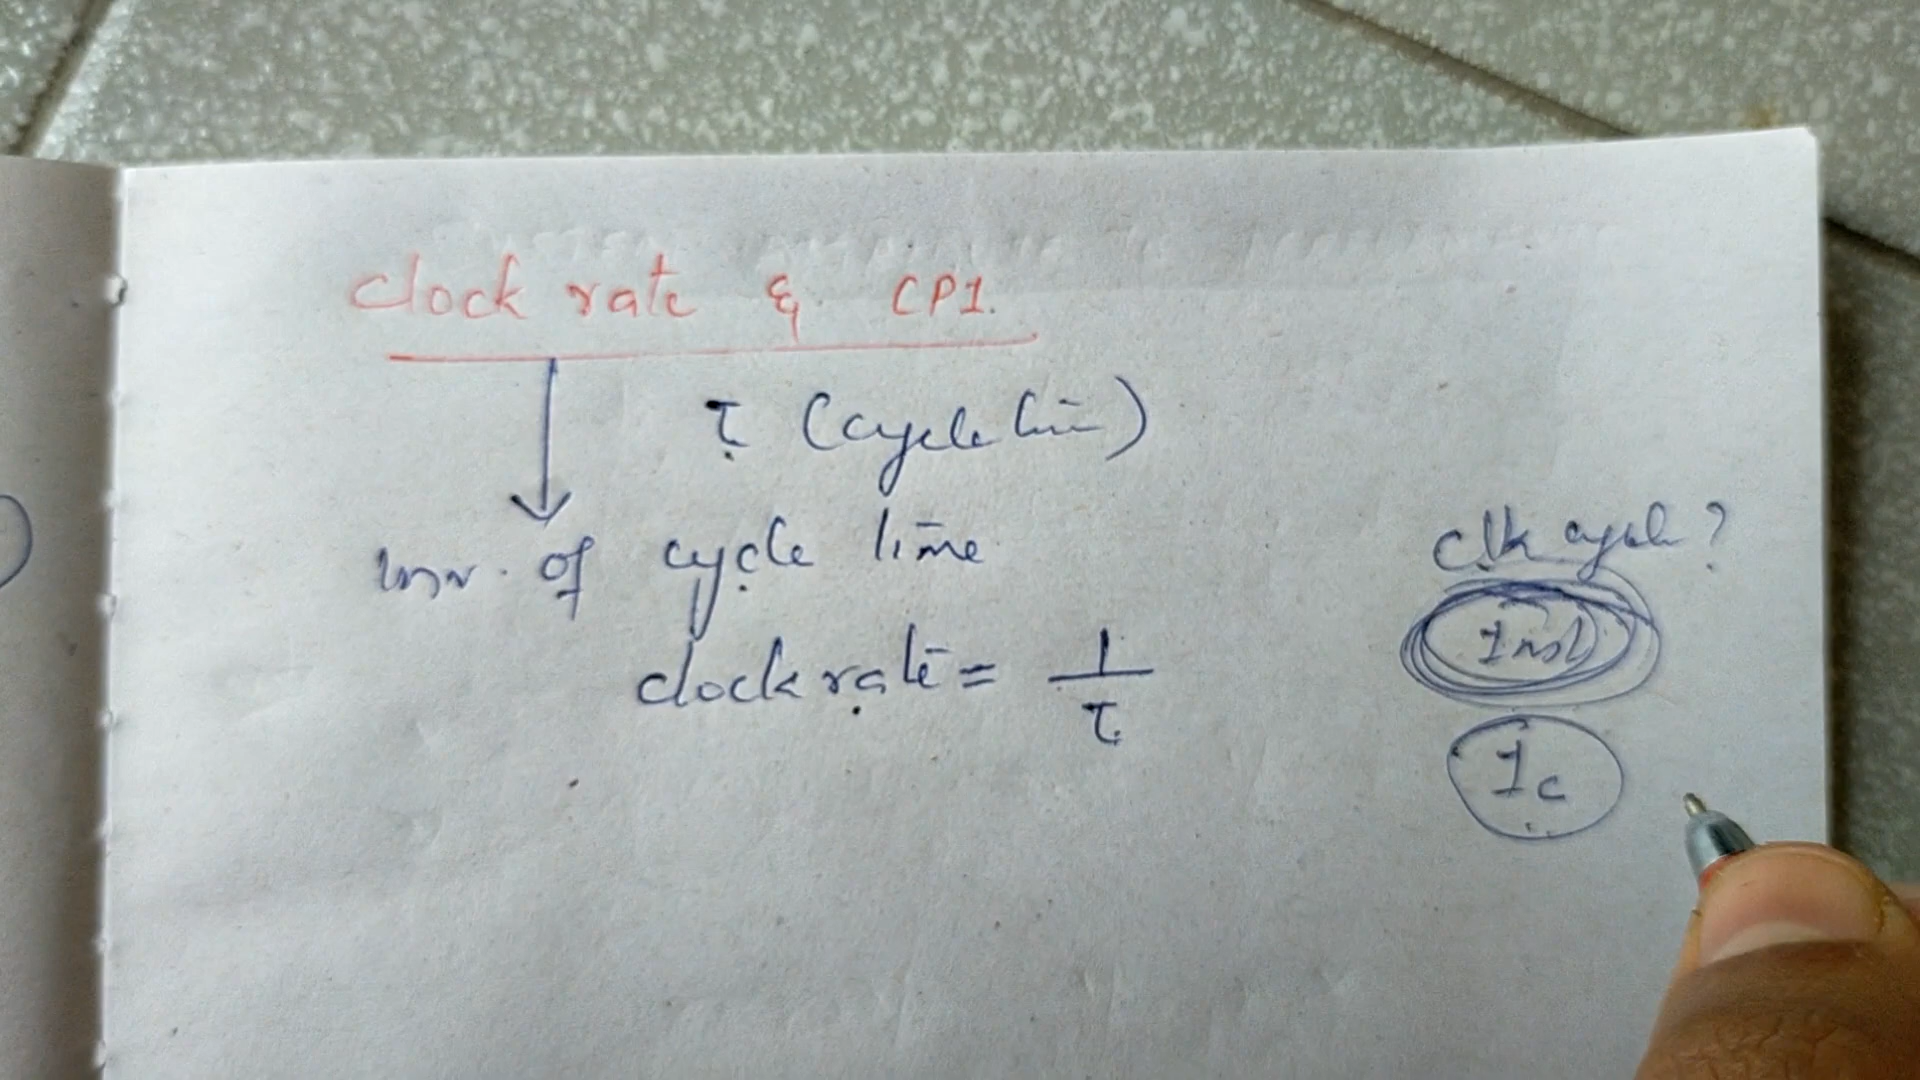 clock rate & CPI.
τ (cycle time)
inv. of cycle time
clock rate = 1/τ
clk cycle?
Inst
Ic